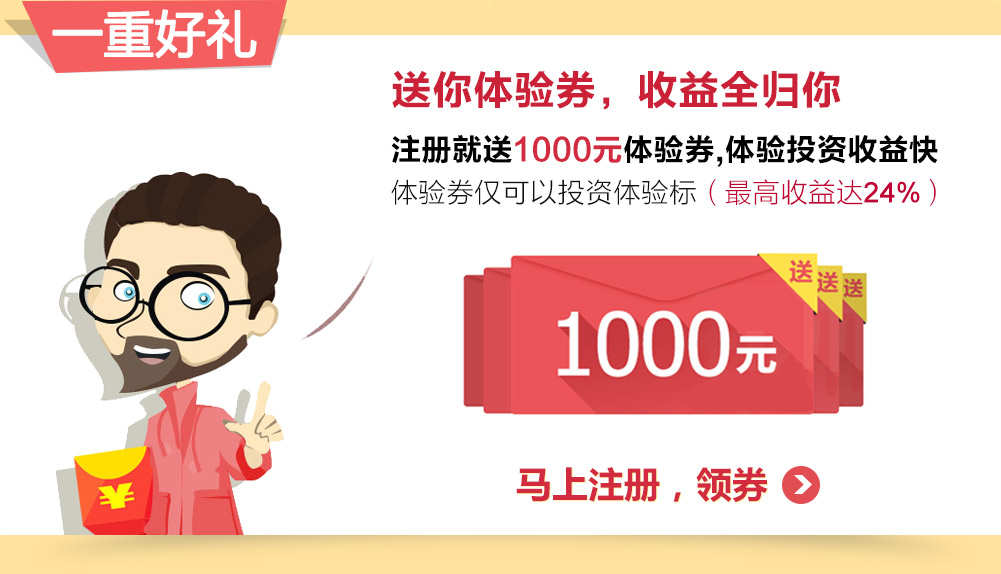 一重好礼
送你体验券，收益全归你
注册就送1000元体验券,体验投资收益快
体验券仅可以投资体验标（最高收益达24%）
送
送
送
1000元
¥
马上注册，领券